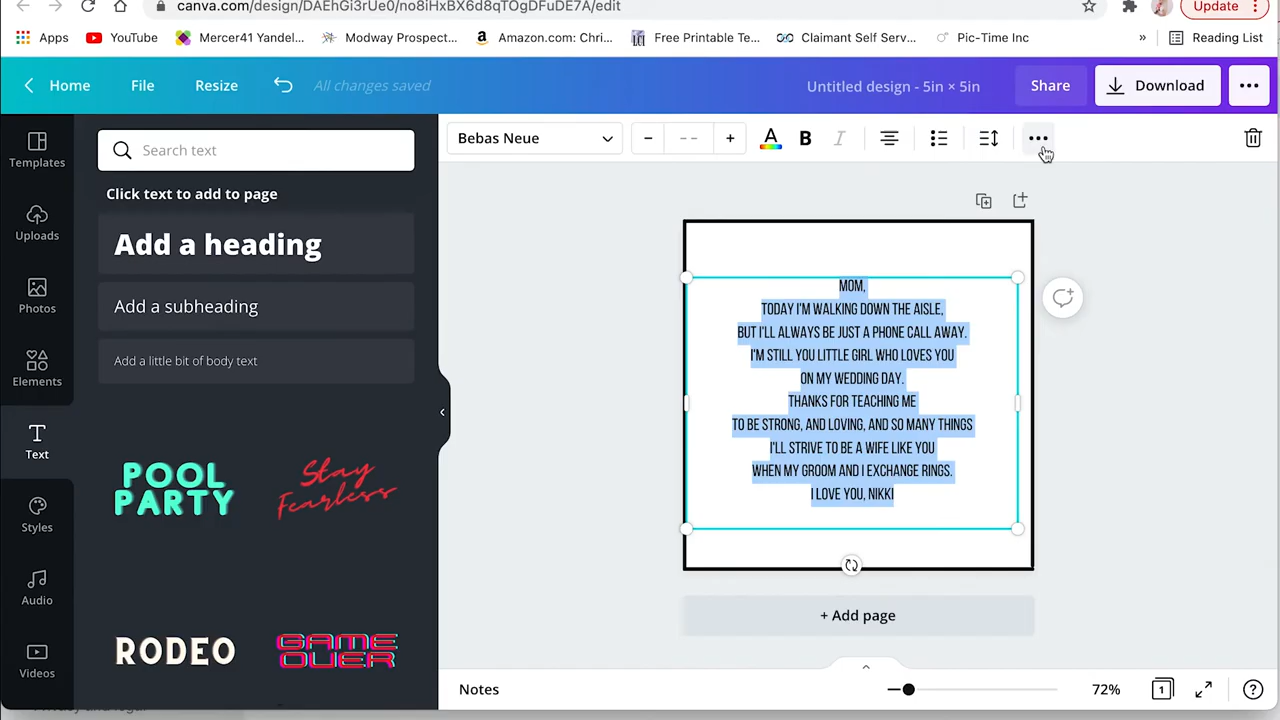 canva.com/design/DAEhGi3rUe0/no8iHxBX6d8qTOgDFuDE7A/edit
Update
Apps
YouTube
Mercer41 Yandel...
Modway Prospect...
Amazon.com: Chri...
Free Printable Te...
Claimant Self Serv...
Pic-Time Inc
»
Reading List
Home
File
Resize
All changes saved
Untitled design - 5in × 5in
Share
Download
Templates
Uploads
Photos
Elements
Text
Styles
Audio
Videos
Search text
Click text to add to page
Add a heading
Add a subheading
Add a little bit of body text
POOL
PARTY
Stay
Fearless
RODEO
GAME
OVER
Bebas Neue
− -- +
A
B
I
MOM,
TODAY I'M WALKING DOWN THE AISLE,
BUT I'LL ALWAYS BE JUST A PHONE CALL AWAY.
I'M STILL YOU LITTLE GIRL WHO LOVES YOU
ON MY WEDDING DAY.
THANKS FOR TEACHING ME
TO BE STRONG, AND LOVING, AND SO MANY THINGS
I'LL STRIVE TO BE A WIFE LIKE YOU
WHEN MY GROOM AND I EXCHANGE RINGS.
I LOVE YOU, NIKKI
+ Add page
Notes
72%
1
?